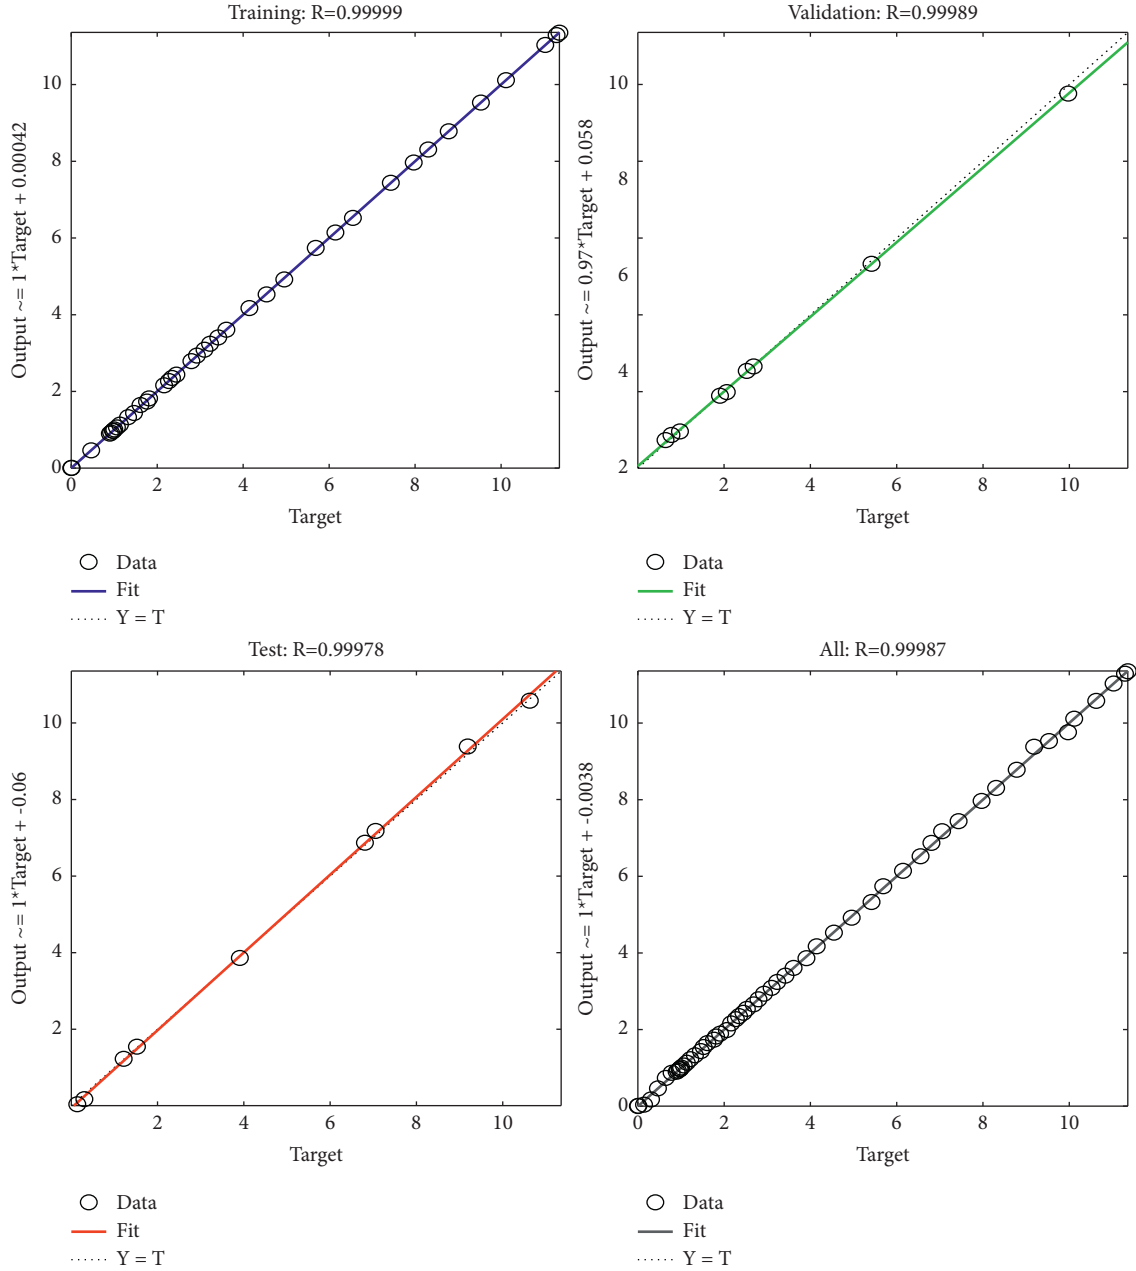 Training: R=0.99999
Output ~= 1*Target + 0.00042
10
8
6
4
2
0
0 2 4 6 8 10
Target
Data
Fit
Y = T
Validation: R=0.99989
Output ~= 0.97*Target + 0.058
10
8
6
4
2
2 4 6 8 10
Target
Data
Fit
Y = T
Test: R=0.99978
Output ~= 1*Target + -0.06
10
8
6
4
2
2 4 6 8 10
Target
Data
Fit
Y = T
All: R=0.99987
Output ~= 1*Target + -0.0038
10
8
6
4
2
0
0 2 4 6 8 10
Target
Data
Fit
Y = T